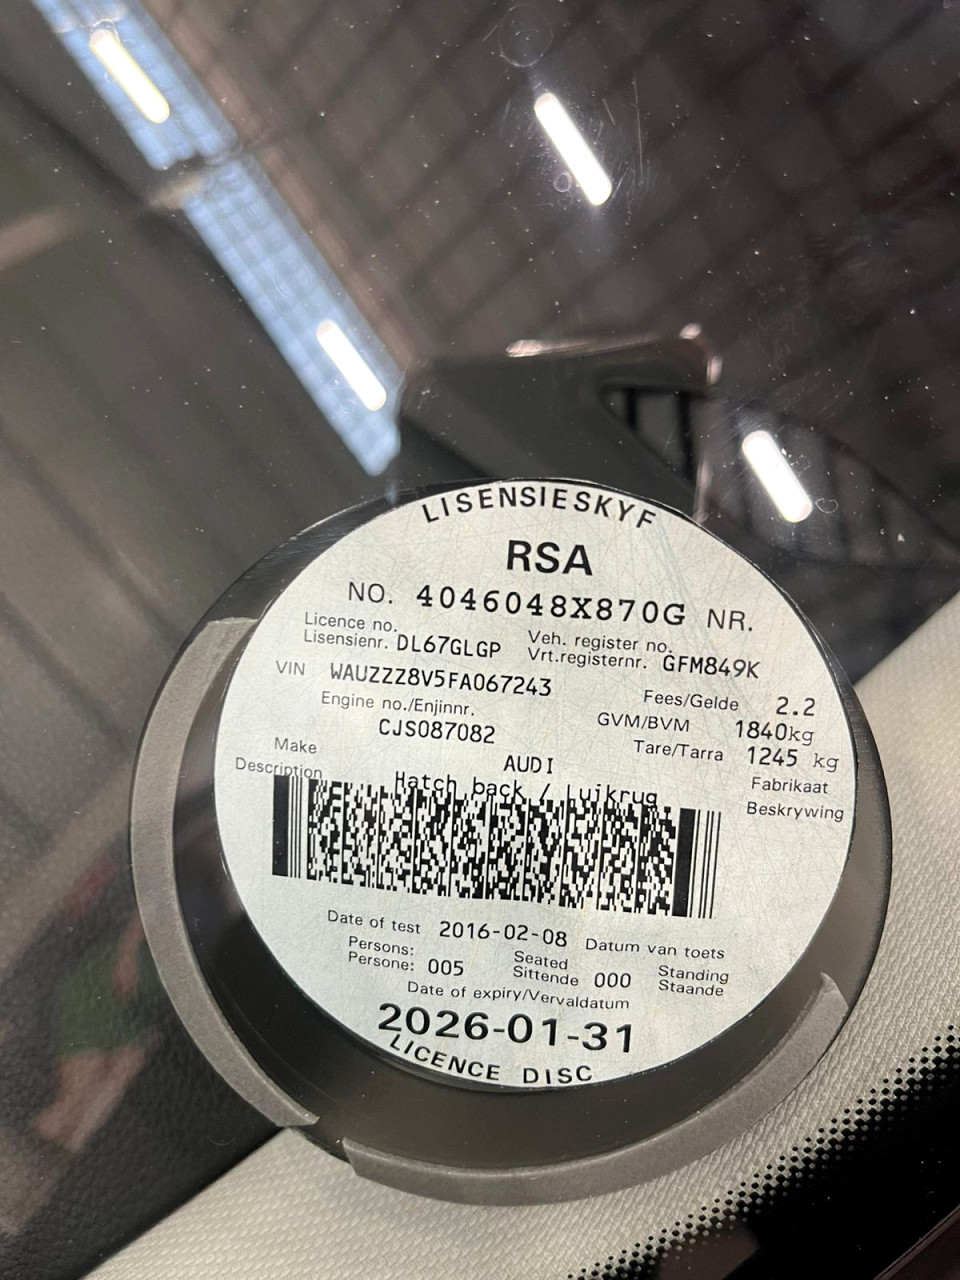 LISENSIESKYF
RSA
NO. 4046048X870G NR.
Licence no. Veh. register no.
Lisensienr. DL67GLGP Vrt.registernr. GFM849K
VIN WAUZZZ8V5FA067243 Fees/Gelde 2.2
Engine no./Enjinnr. GVM/BVM 1840kg
CJS087082 Tare/Tarra 1245 kg
Make AUDI Fabrikaat
Description Hatch back / Luikrug Beskrywing
Date of test 2016-02-08 Datum van toets
Persons: Seated Standing
Persone: 005 Sittende 000 Staande
Date of expiry/Vervaldatum
2026-01-31
LICENCE DISC